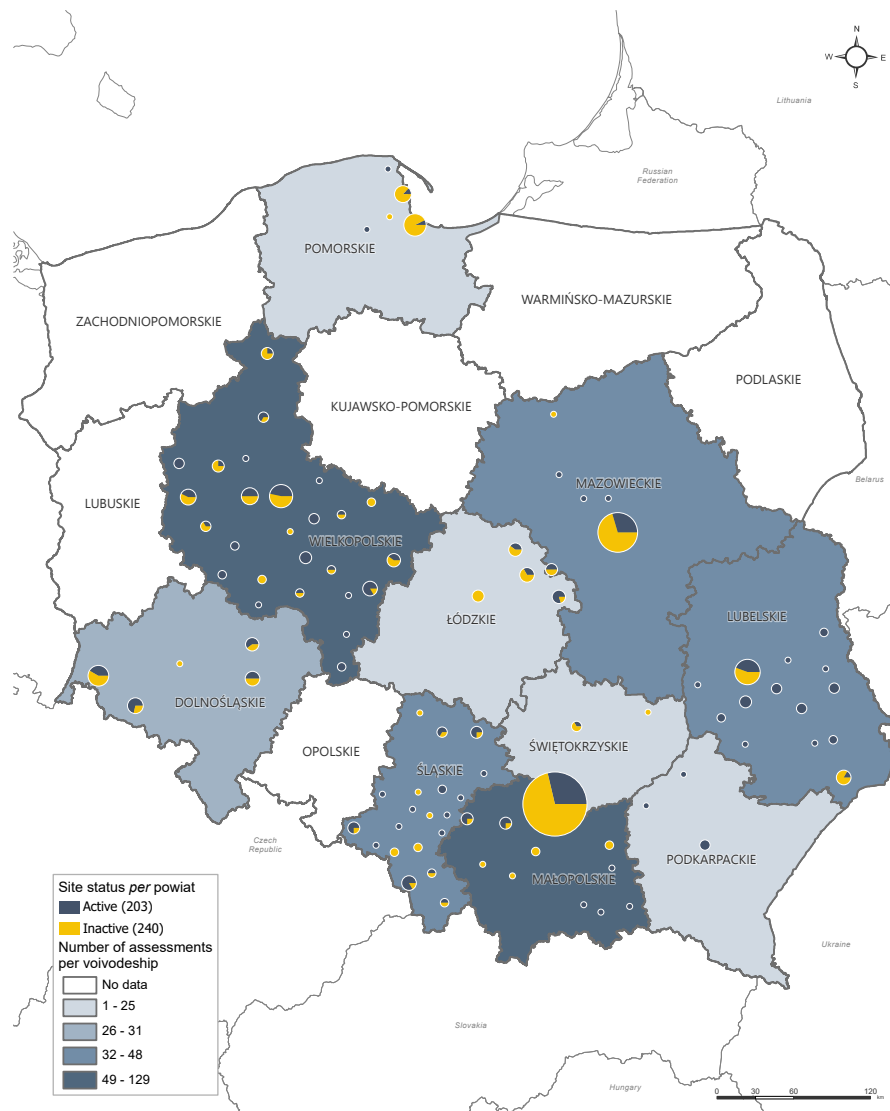 N
W E
S
Lithuania
Russian
Federation
POMORSKIE
WARMIŃSKO-MAZURSKIE
ZACHODNIOPOMORSKIE
PODLASKIE
KUJAWSKO-POMORSKIE
Belarus
MAZOWIECKIE
LUBUSKIE
WIELKOPOLSKIE
ŁÓDZKIE
LUBELSKIE
DOLNOŚLĄSKIE
OPOLSKIE
ŚWIĘTOKRZYSKIE
ŚLĄSKIE
Czech
Republic
PODKARPACKIE
MAŁOPOLSKIE
Ukraine
Slovakia
Hungary
Site status per powiat
Active (203)
Inactive (240)
Number of assessments
per voivodeship
No data
1 - 25
26 - 31
32 - 48
49 - 129
0 30 60 120
km